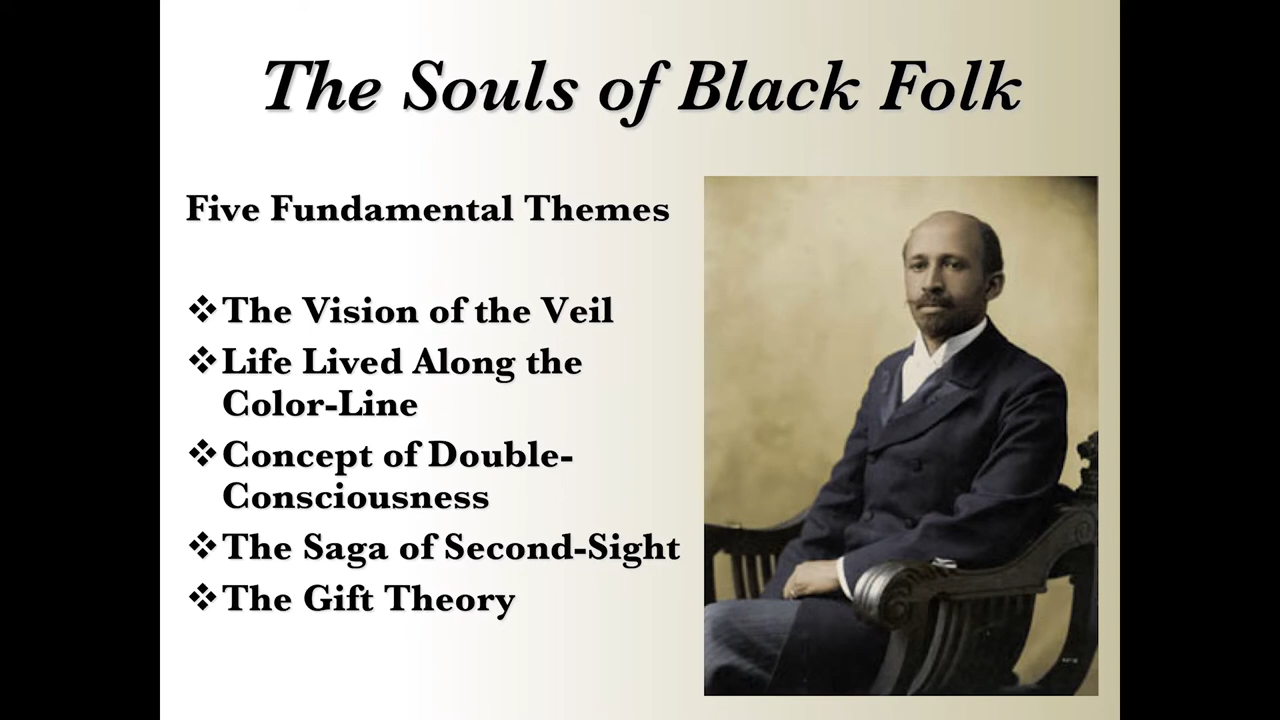 The Souls of Black Folk
Five Fundamental Themes
❖The Vision of the Veil
❖Life Lived Along the
Color-Line
❖Concept of Double-
Consciousness
❖The Saga of Second-Sight
❖The Gift Theory